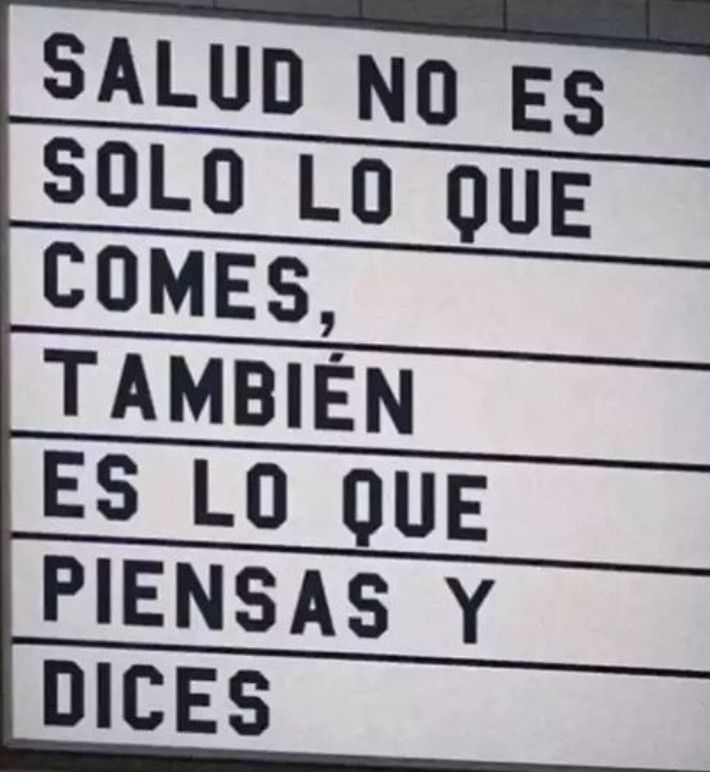 SALUD NO ES
SOLO LO QUE
COMES,
TAMBIÉN
ES LO QUE
PIENSAS Y
DICES